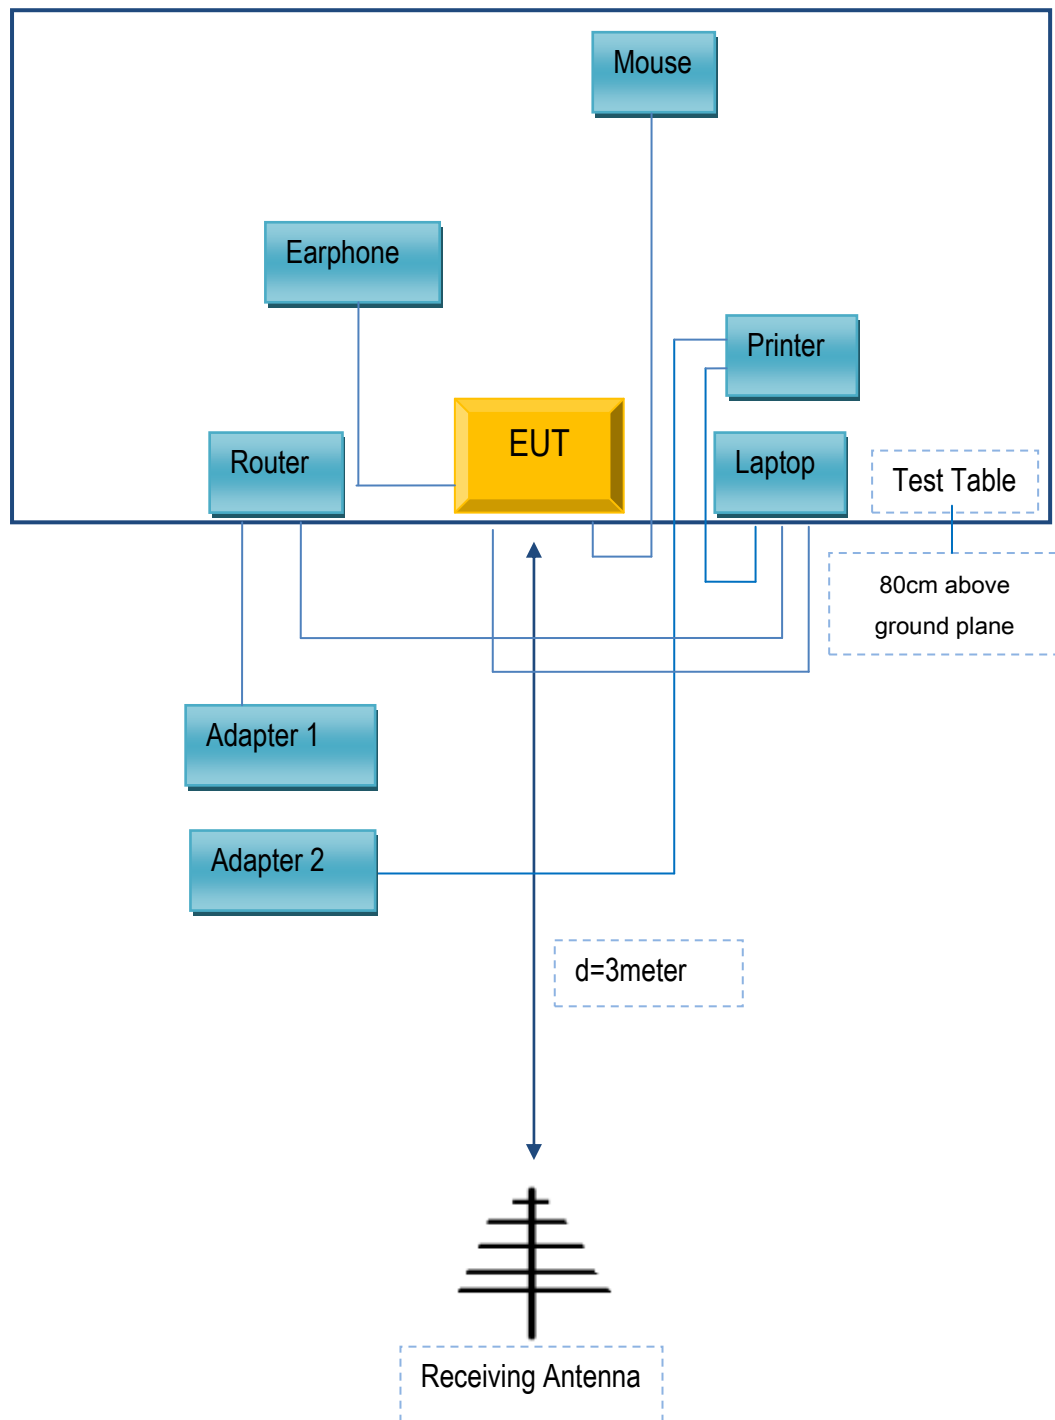 Mouse
Earphone
Printer
EUT
Router
Laptop
Test Table
80cm above
ground plane
Adapter 1
Adapter 2
d=3meter
Receiving Antenna